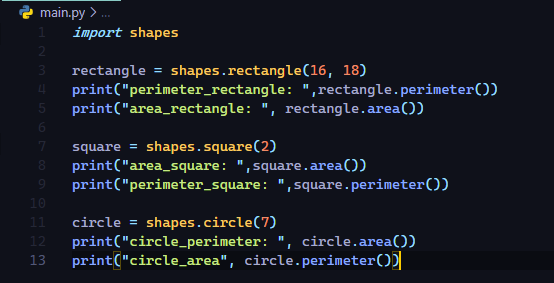 main.py > ...
1 import shapes
2
3 rectangle = shapes.rectangle(16, 18)
4 print("perimeter_rectangle: ",rectangle.perimeter())
5 print("area_rectangle: ", rectangle.area())
6
7 square = shapes.square(2)
8 print("area_square: ",square.area())
9 print("perimeter_square: ",square.perimeter())
10
11 circle = shapes.circle(7)
12 print("circle_perimeter: ", circle.area())
13 print("circle_area", circle.perimeter())